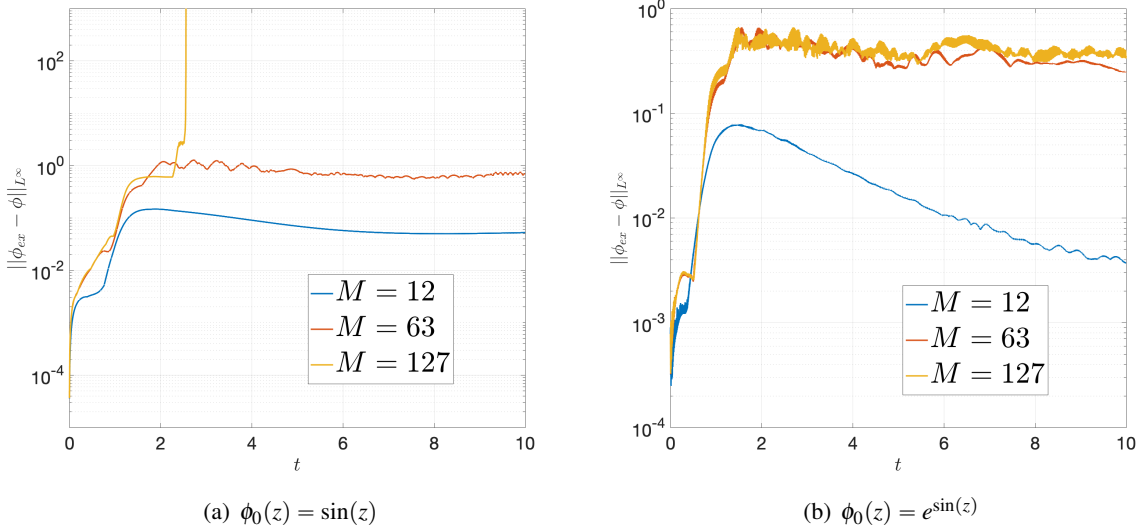 10^2
10^0
10^-2
10^-4
||ϕ_ex − ϕ||_L^∞
M = 12
M = 63
M = 127
0 2 4 6 8 10
t
(a) ϕ_0(z) = sin(z)
10^0
10^-1
10^-2
10^-3
10^-4
||ϕ_ex − ϕ||_L^∞
M = 12
M = 63
M = 127
0 2 4 6 8 10
t
(b) ϕ_0(z) = e^sin(z)